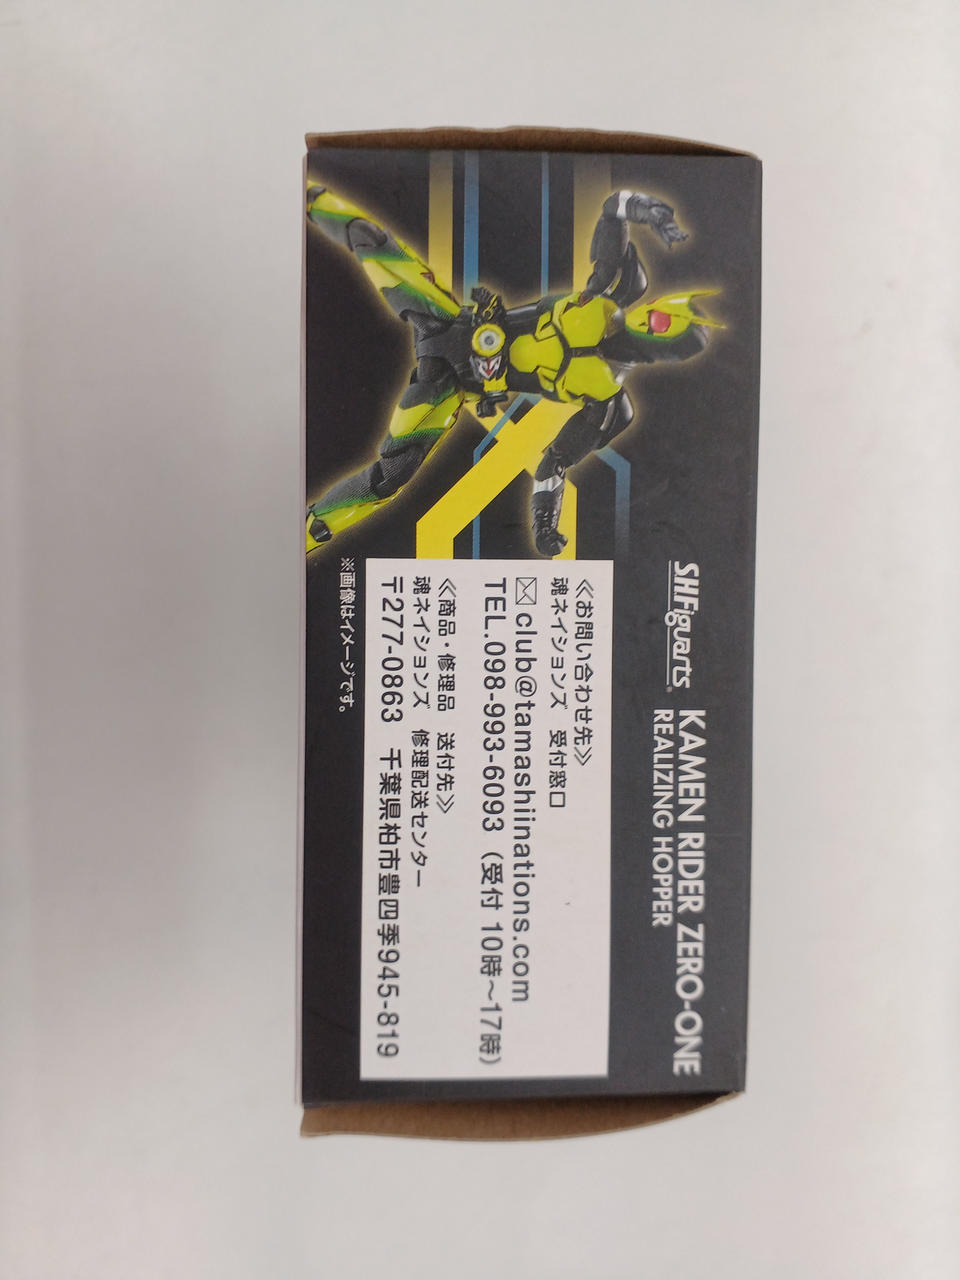 S.H.Figuarts® KAMEN RIDER ZERO-ONE
REALIZING HOPPER
≪お問い合わせ先≫
魂ネイションズ 受付窓口
✉ club@tamashiinations.com
TEL.098-993-6093（受付 10時～17時）
≪商品・修理品 送付先≫
魂ネイションズ 修理配送センター
〒277-0863 千葉県柏市豊四季945-819
※画像はイメージです。